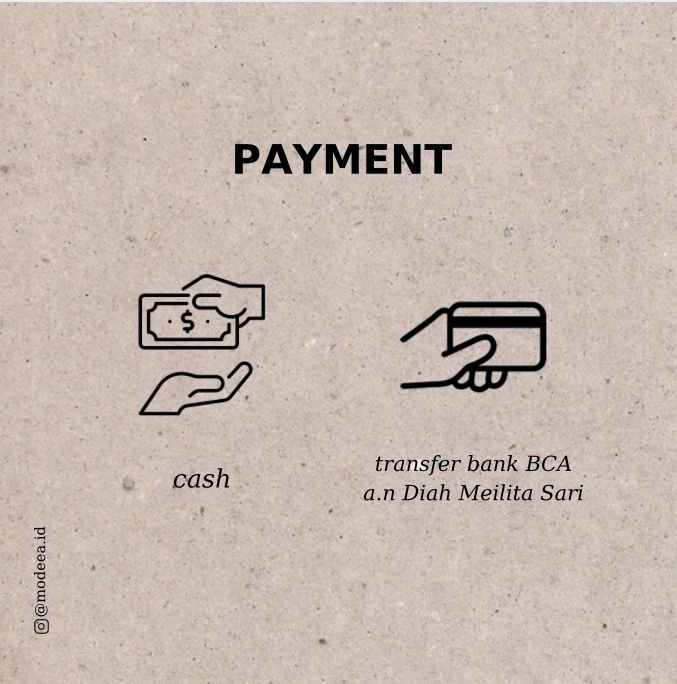 PAYMENT
cash
transfer bank BCA
a.n Diah Meilita Sari
@modeea.id